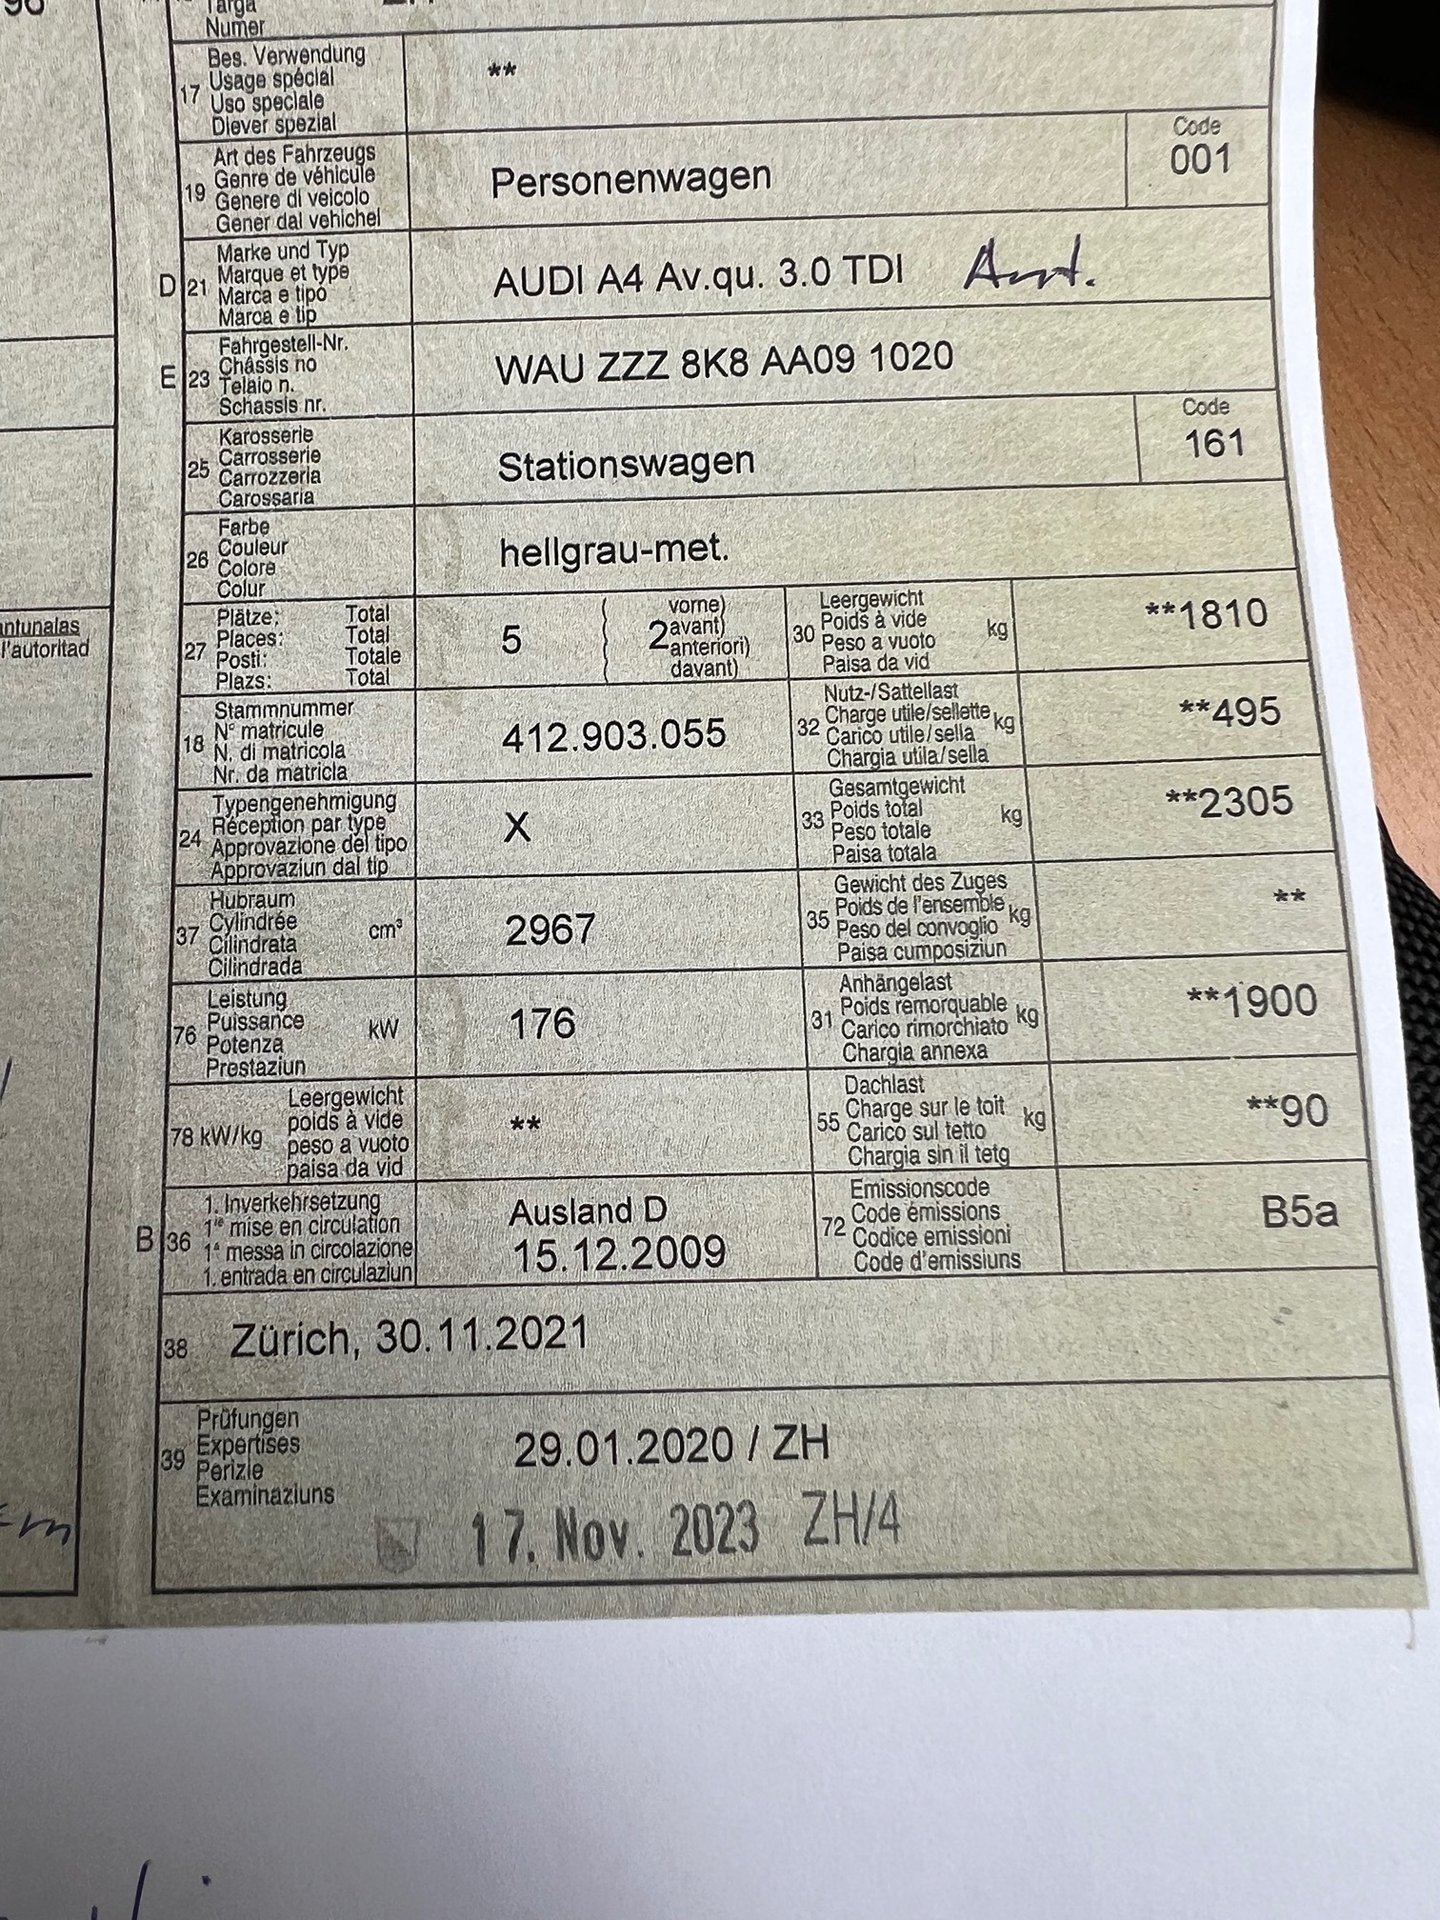 Targa
Numer
17 Bes. Verwendung
Usage spécial
Uso speciale
Diever spezial
**
19 Art des Fahrzeugs
Genre de véhicule
Genere di veicolo
Gener dal vehichel
Personenwagen
Code
001
D 21 Marke und Typ
Marque et type
Marca e tipo
Marca e tip
AUDI A4 Av.qu. 3.0 TDI
E 23 Fahrgestell-Nr.
Châssis no
Telaio n.
Schassis nr.
WAU ZZZ 8K8 AA09 1020
25 Karosserie
Carrosserie
Carrozzeria
Carossaria
Stationswagen
Code
161
26 Farbe
Couleur
Colore
Colur
hellgrau-met.
27 Plätze: Total
Places: Total
Posti: Totale
Plazs: Total
5
( vorne)
( 2 avant)
( anteriori)
( davant)
30 Leergewicht
Poids à vide
Peso a vuoto
Paisa da vid
kg
**1810
18 Stammnummer
N° matricule
N. di matricola
Nr. da matricla
412.903.055
32 Nutz-/Sattellast
Charge utile/sellette
Carico utile/sella
Chargia utila/sella
kg
**495
24 Typengenehmigung
Réception par type
Approvazione del tipo
Approvaziun dal tip
X
33 Gesamtgewicht
Poids total
Peso totale
Paisa totala
kg
**2305
37 Hubraum
Cylindrée
Cilindrata
Cilindrada
cm³
2967
35 Gewicht des Zuges
Poids de l'ensemble
Peso del convoglio
Paisa cumposiziun
kg
**
76 Leistung
Puissance
Potenza
Prestaziun
kW
176
31 Anhängelast
Poids remorquable
Carico rimorchiato
Chargia annexa
kg
**1900
78 kW/kg
Leergewicht
poids à vide
peso a vuoto
paisa da vid
**
55 Dachlast
Charge sur le toit
Carico sul tetto
Chargia sin il tetg
kg
**90
B 36 1. Inverkehrsetzung
1re mise en circulation
1a messa in circolazione
1. entrada en circulaziun
Ausland D
15.12.2009
72 Emissionscode
Code émissions
Codice emissioni
Code d'emissiuns
B5a
38 Zürich, 30.11.2021
39 Prüfungen
Expertises
Perizie
Examinaziuns
29.01.2020 / ZH
17. Nov. 2023 ZH/4
antunalas
l'autoritad